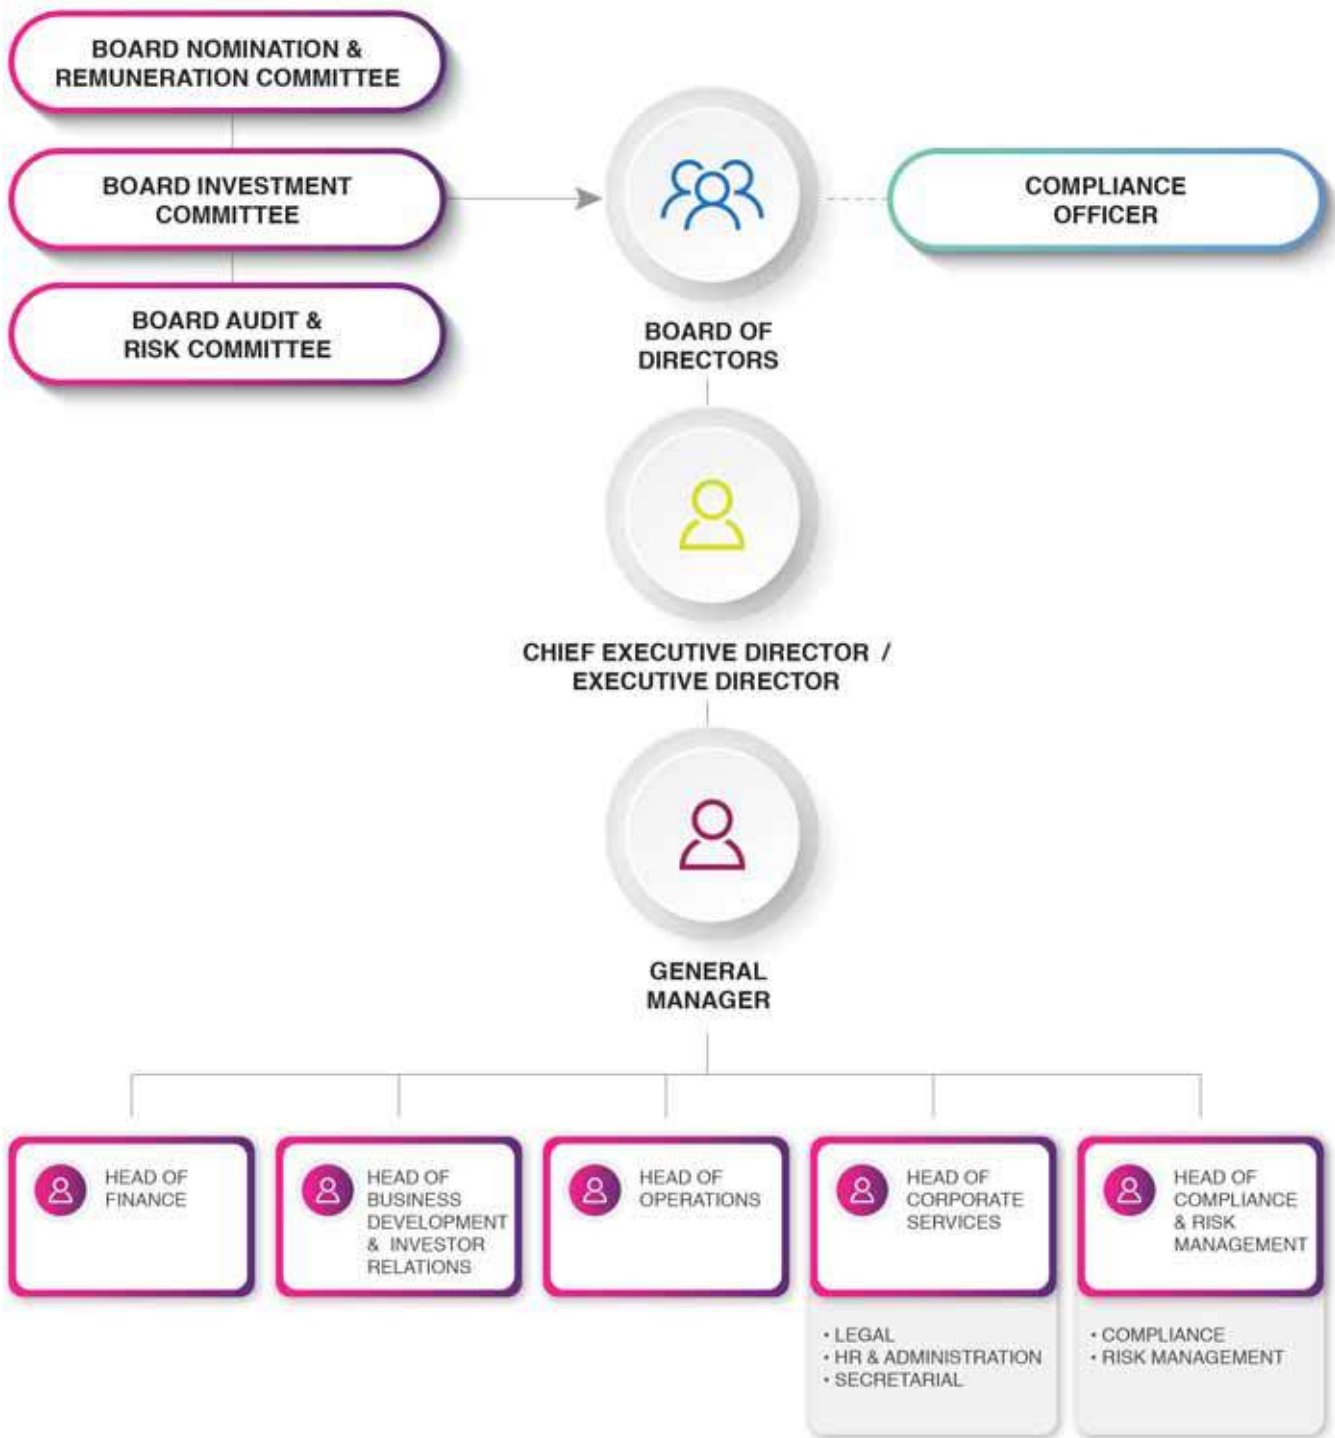 BOARD NOMINATION &
REMUNERATION COMMITTEE
BOARD INVESTMENT
COMMITTEE
BOARD AUDIT &
RISK COMMITTEE
BOARD OF
DIRECTORS
COMPLIANCE
OFFICER
CHIEF EXECUTIVE DIRECTOR /
EXECUTIVE DIRECTOR
GENERAL
MANAGER
HEAD OF
FINANCE
HEAD OF
BUSINESS
DEVELOPMENT
& INVESTOR
RELATIONS
HEAD OF
OPERATIONS
HEAD OF
CORPORATE
SERVICES
• LEGAL
• HR & ADMINISTRATION
• SECRETARIAL
HEAD OF
COMPLIANCE
& RISK
MANAGEMENT
• COMPLIANCE
• RISK MANAGEMENT